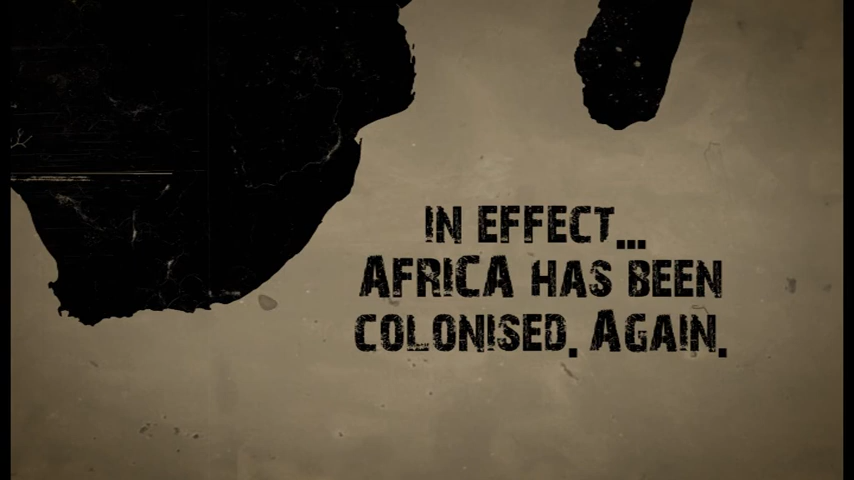 IN EFFECT...
AFRICA HAS BEEN
COLONISED. AGAIN.